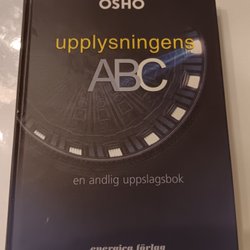 OSHO
upplysningens
ABC
en andlig uppslagsbok
energica förlag